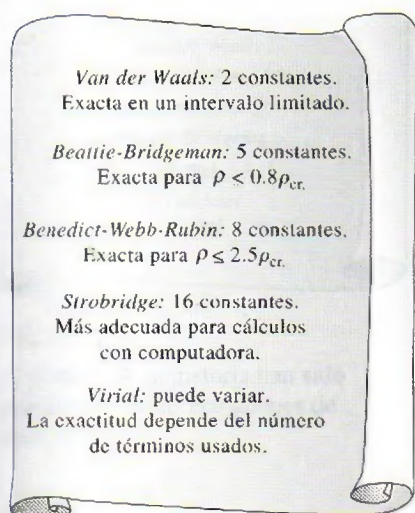 Van der Waals: 2 constantes.
Exacta en un intervalo limitado.
Beattie-Bridgeman: 5 constantes.
Exacta para ρ < 0.8ρcr.
Benedict-Webb-Rubin: 8 constantes.
Exacta para ρ ≤ 2.5ρcr.
Strobridge: 16 constantes.
Más adecuada para cálculos
con computadora.
Virial: puede variar.
La exactitud depende del número
de términos usados.